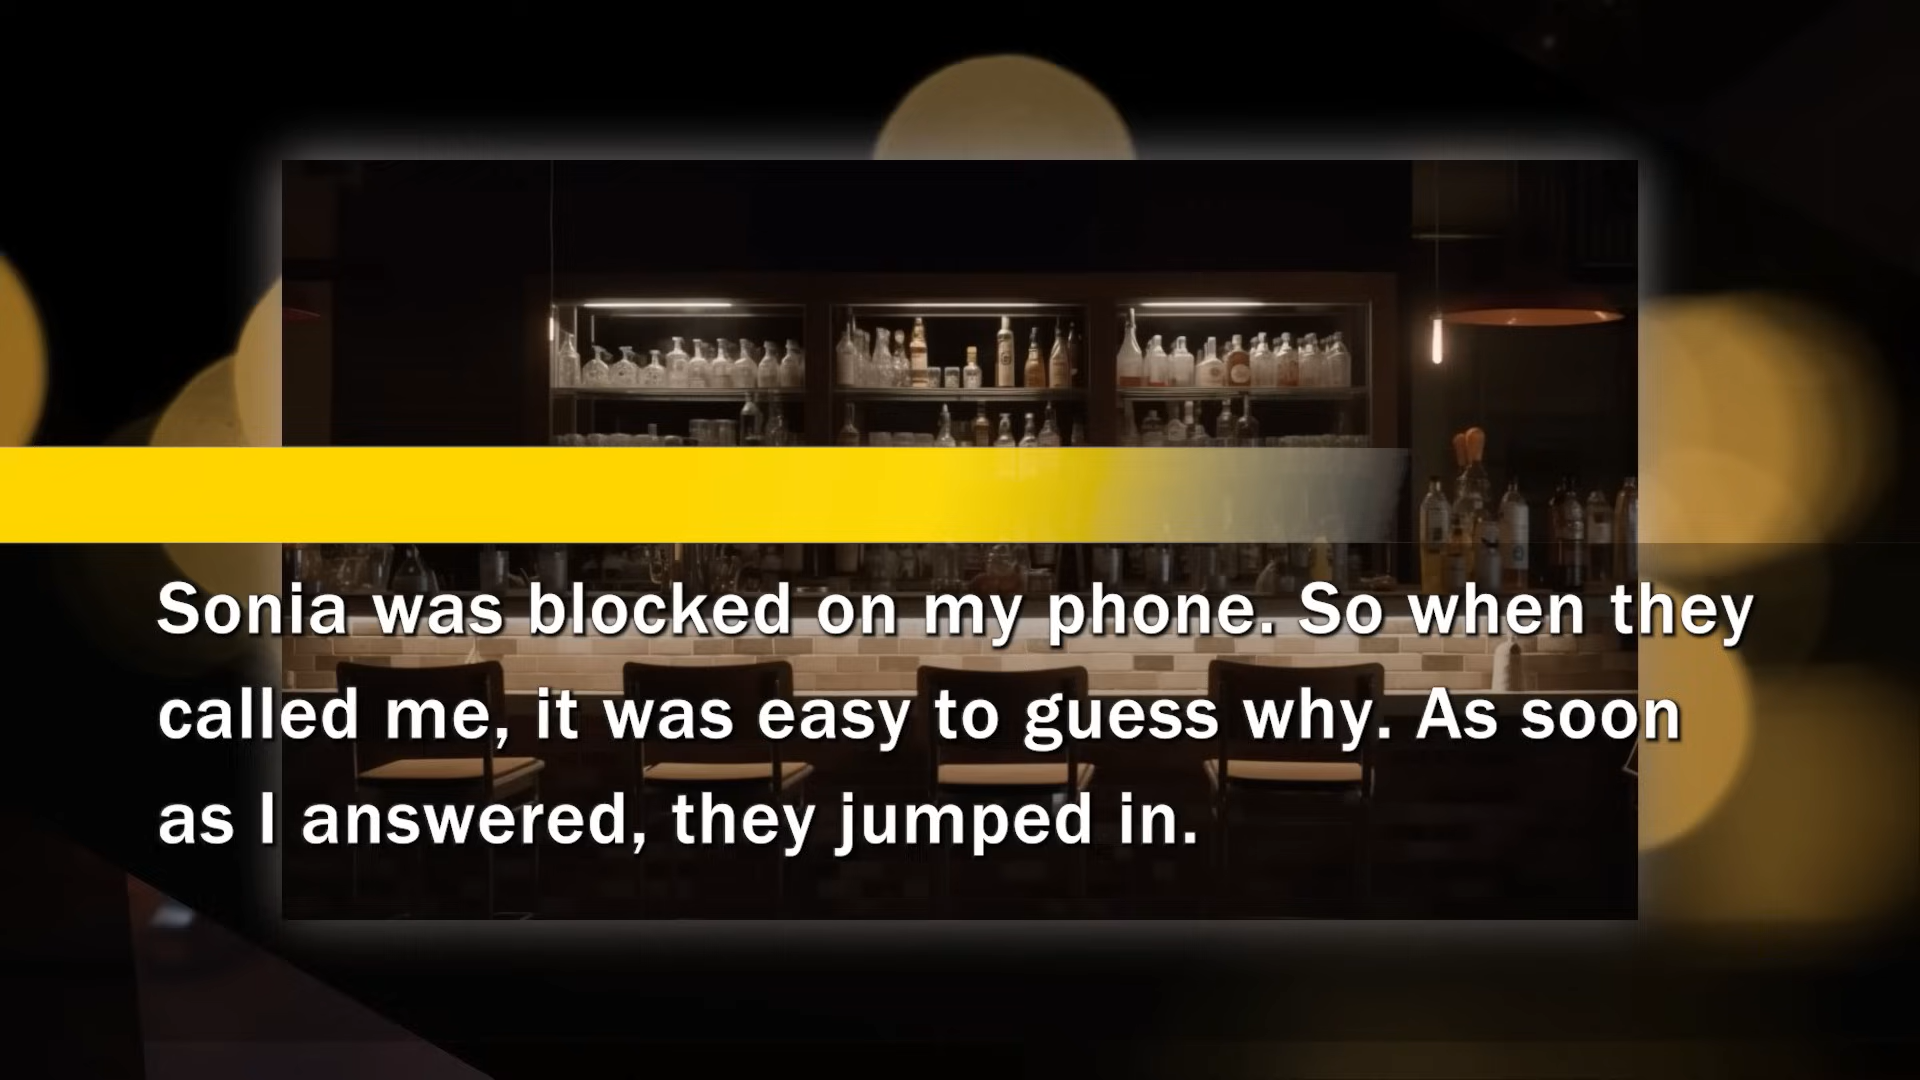 Sonia was blocked on my phone. So when they
called me, it was easy to guess why. As soon
as I answered, they jumped in.